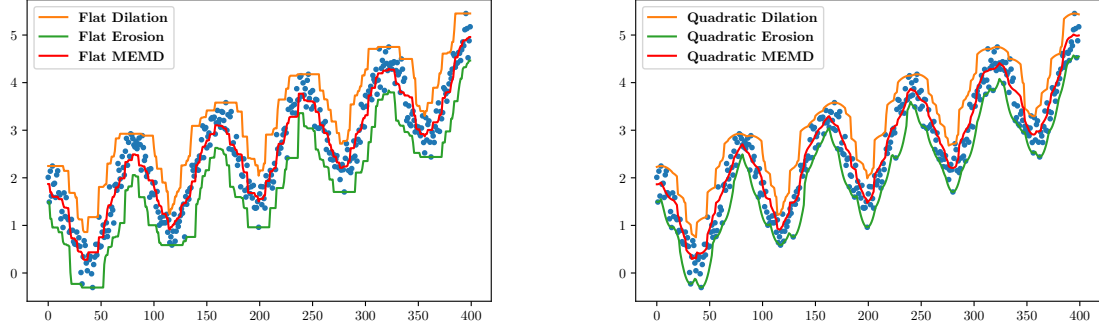 Flat Dilation
Flat Erosion
Flat MEMD
5
4
3
2
1
0
0 50 100 150 200 250 300 350 400
Quadratic Dilation
Quadratic Erosion
Quadratic MEMD
5
4
3
2
1
0
0 50 100 150 200 250 300 350 400